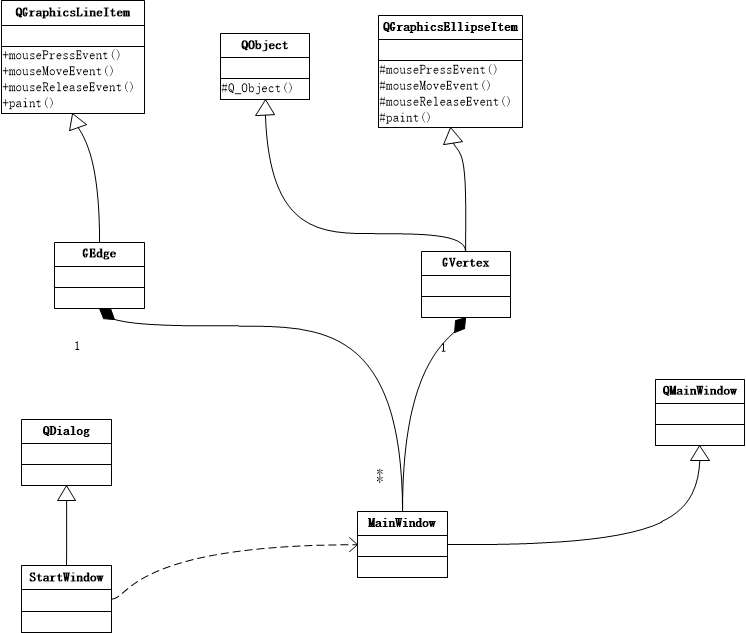 QGraphicsLineItem
+mousePressEvent()
+mouseMoveEvent()
+mouseReleaseEvent()
+paint()
QObject
#Q_Object()
QGraphicsEllipseItem
#mousePressEvent()
#mouseMoveEvent()
#mouseReleaseEvent()
#paint()
GEdge
GVertex
1
1
QMainWindow
QDialog
**
MainWindow
StartWindow